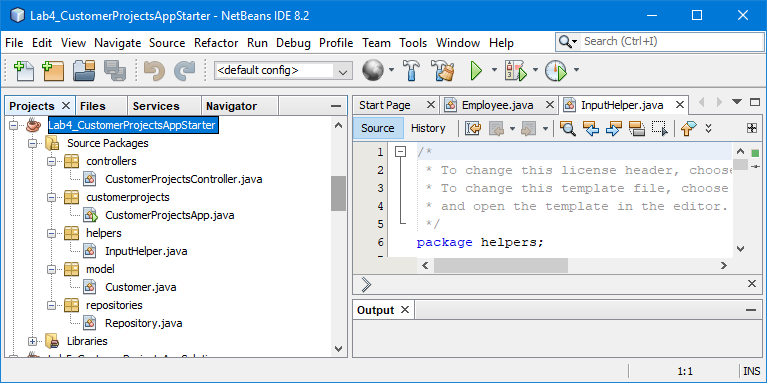 Lab4_CustomerProjectsAppStarter - NetBeans IDE 8.2
File Edit View Navigate Source Refactor Run Debug Profile Team Tools Window Help
Search (Ctrl+I)
<default config>
Projects Files Services Navigator
Lab4_CustomerProjectsAppStarter
Source Packages
controllers
CustomerProjectsController.java
customerprojects
CustomerProjectsApp.java
helpers
InputHelper.java
model
Customer.java
repositories
Repository.java
Libraries
Start Page Employee.java InputHelper.java
Source History
1 /*
2 * To change this license header, choose
3 * To change this template file, choose
4 * and open the template in the editor.
5 */
6 package helpers;
Output
1:1 INS